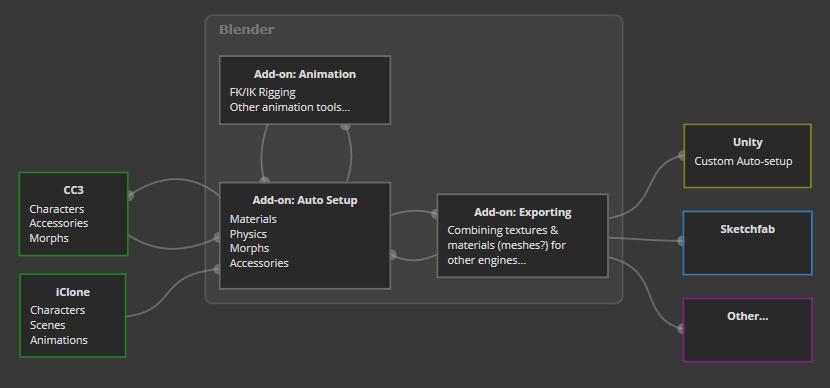 Blender
Add-on: Animation
FK/IK Rigging
Other animation tools...
CC3
Characters
Accessories
Morphs
iClone
Characters
Scenes
Animations
Add-on: Auto Setup
Materials
Physics
Morphs
Accessories
Add-on: Exporting
Combining textures &
materials (meshes?) for
other engines...
Unity
Custom Auto-setup
Sketchfab
Other...